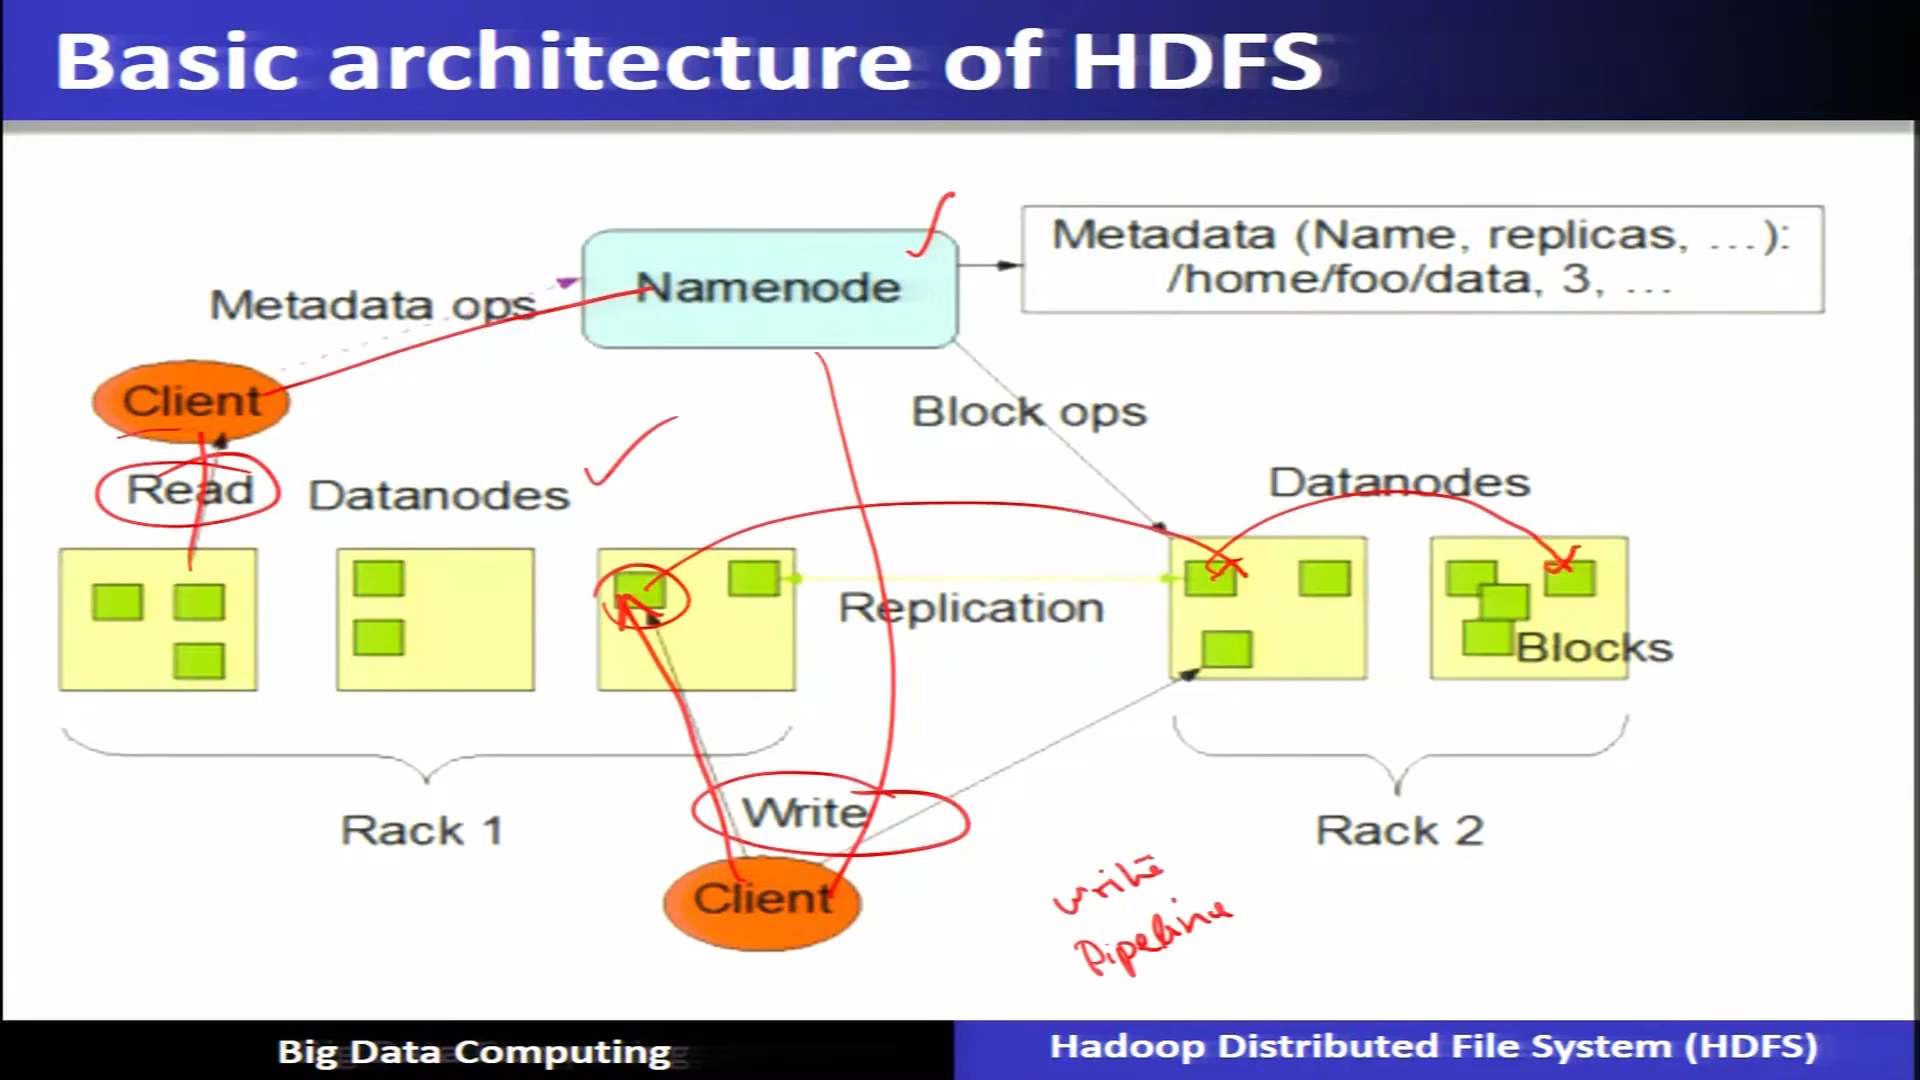 Basic architecture of HDFS
Metadata (Name, replicas, ...):
/home/foo/data, 3, ...
Namenode
Metadata ops
Client
Block ops
Read
Datanodes
Datanodes
Replication
Blocks
Rack 1
Write
Rack 2
Client
write
Pipeline
Big Data Computing
Hadoop Distributed File System (HDFS)